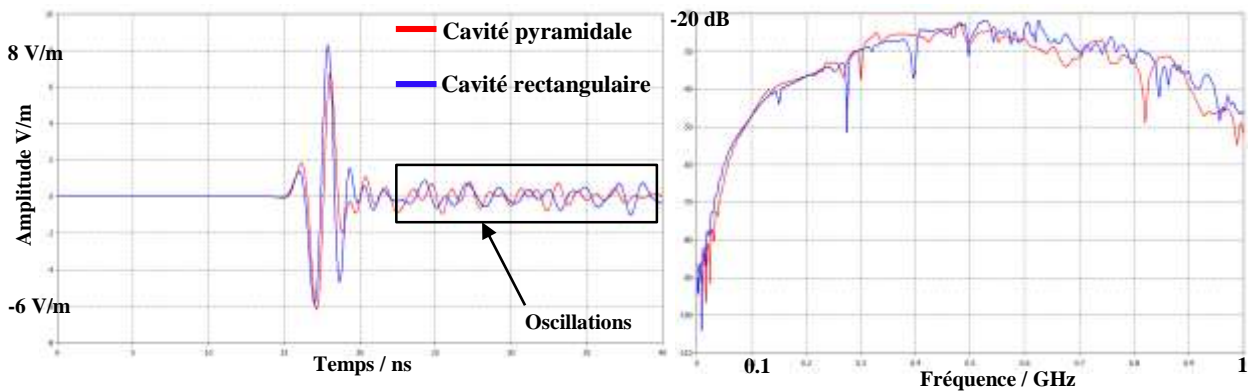 -20 dB
Cavité pyramidale
8 V/m
Cavité rectangulaire
Amplitude V/m
-6 V/m
Oscillations
0.1
1
Temps / ns
Fréquence / GHz